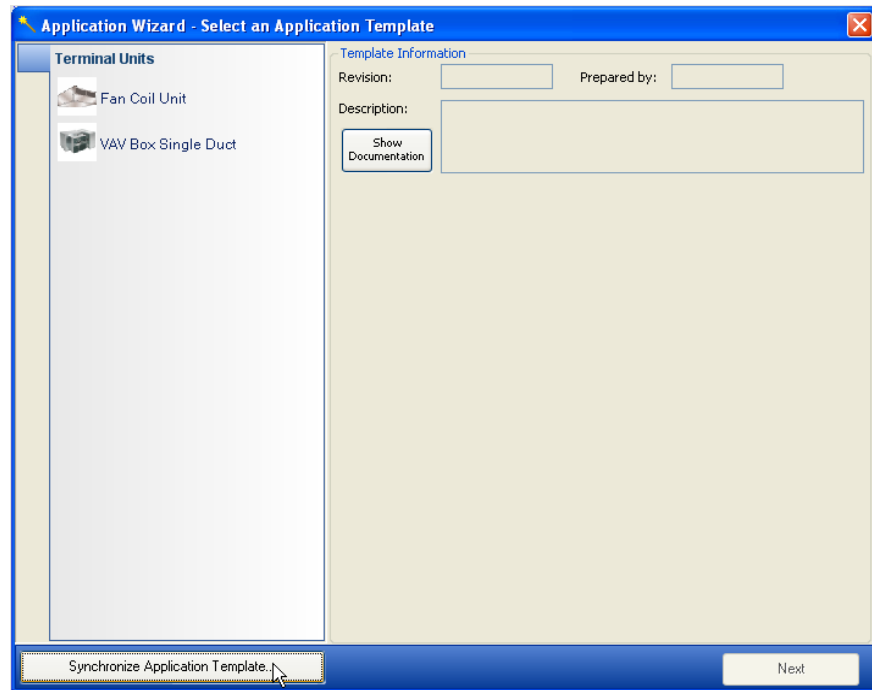 Application Wizard - Select an Application Template
Terminal Units
Fan Coil Unit
VAV Box Single Duct
Template Information
Revision:
Prepared by:
Description:
Show
Documentation
Synchronize Application Template...
Next